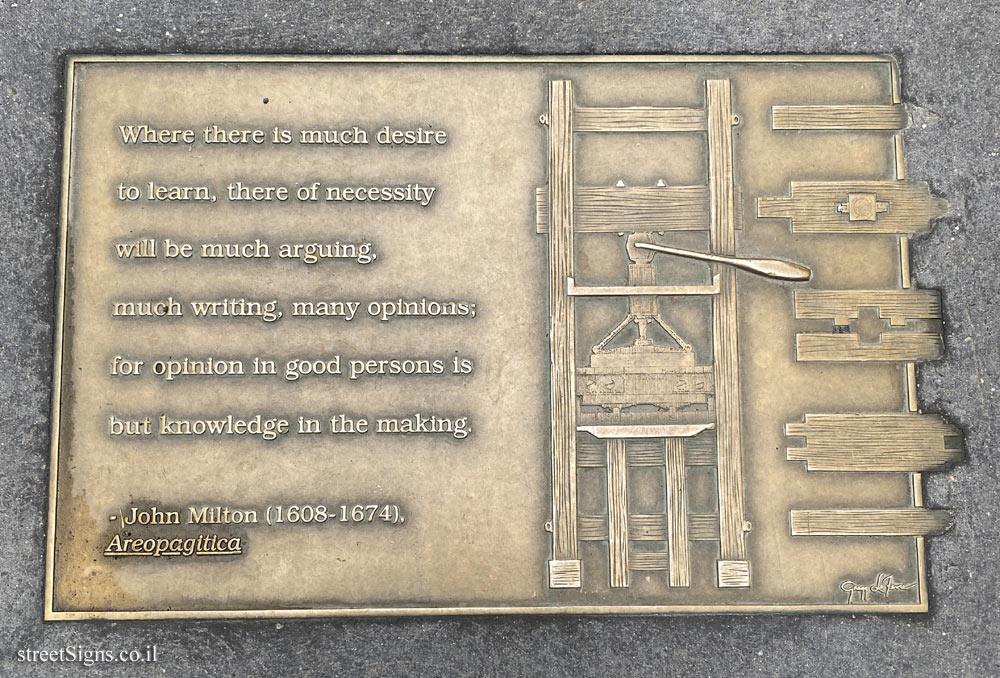 Where there is much desire
to learn, there of necessity
will be much arguing,
much writing, many opinions;
for opinion in good persons is
but knowledge in the making.
- John Milton (1608-1674),
Areopagitica
streetSigns.co.il